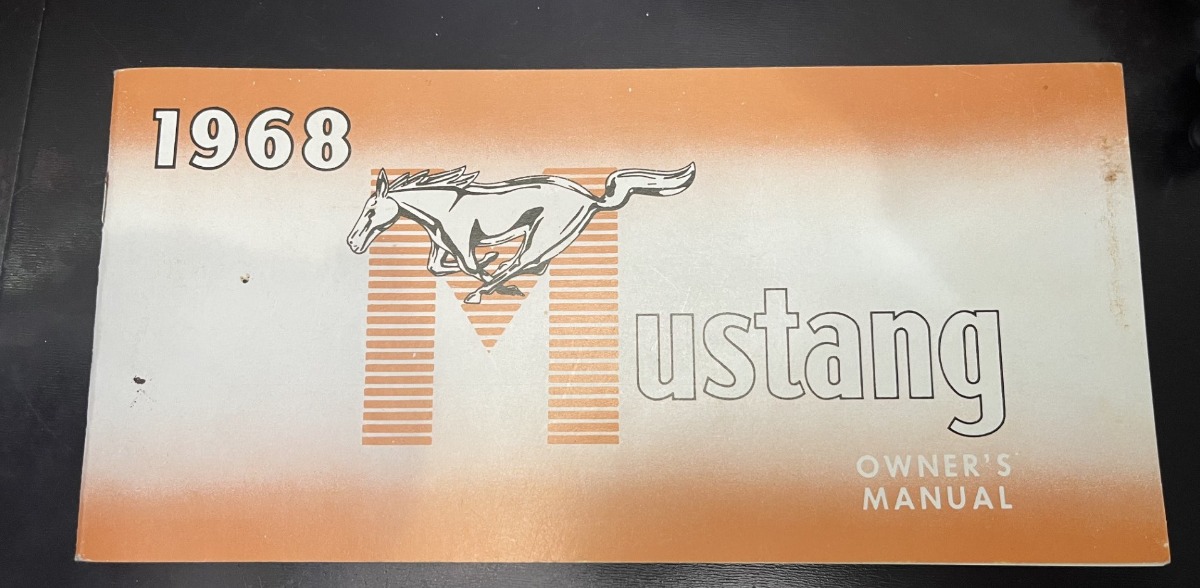 1968
Mustang
OWNER'S
MANUAL